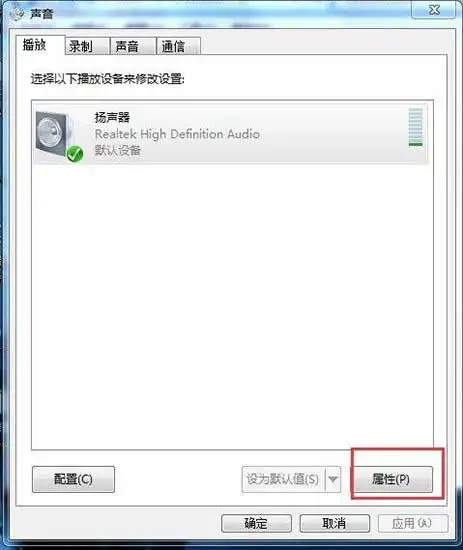 声音
播放 录制 声音 通信
选择以下播放设备来修改设置:
扬声器
Realtek High Definition Audio
默认设备
配置(C) 设为默认值(S) 属性(P)
确定 取消 应用(A)